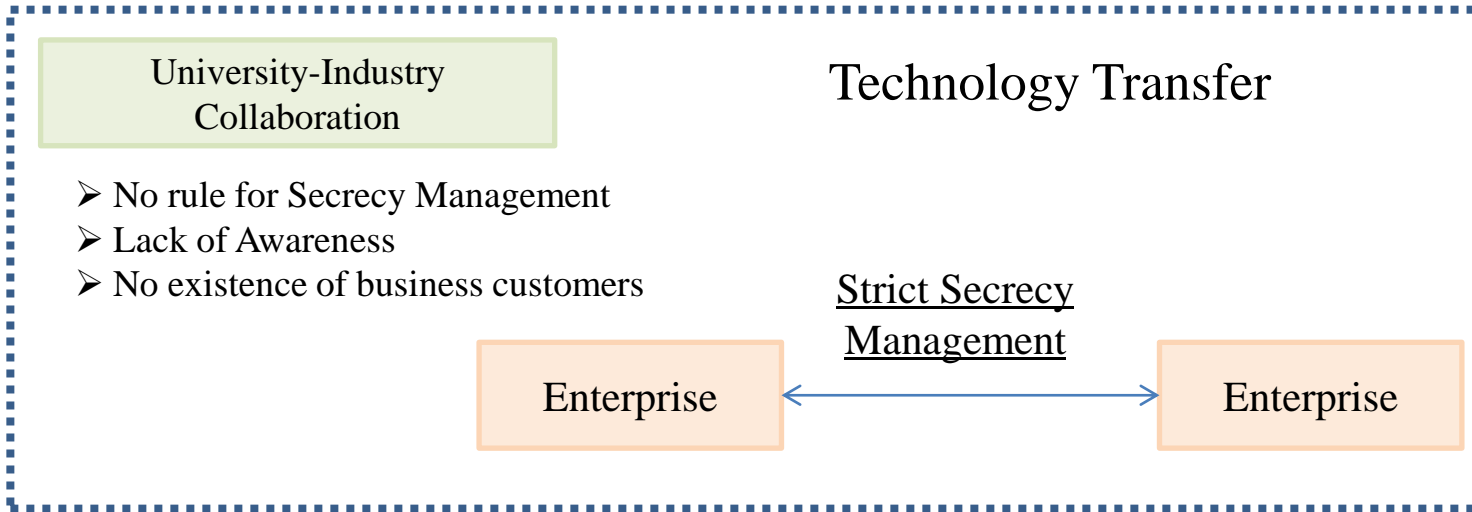 University-Industry
Collaboration
Technology Transfer
➢ No rule for Secrecy Management
➢ Lack of Awareness
➢ No existence of business customers
Strict Secrecy
Management
Enterprise
Enterprise